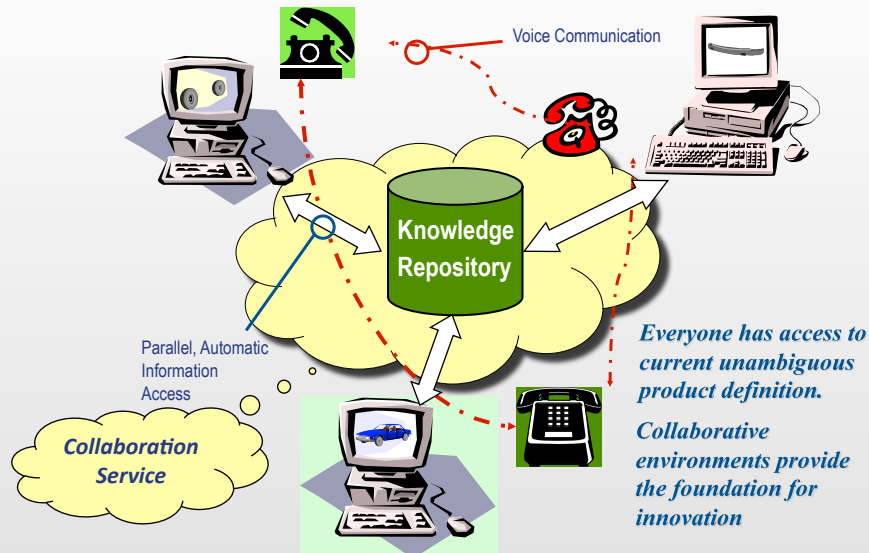 Voice Communication
Knowledge
Repository
Parallel, Automatic
Information
Access
Collaboration
Service
Everyone has access to
current unambiguous
product definition.
Collaborative
environments provide
the foundation for
innovation